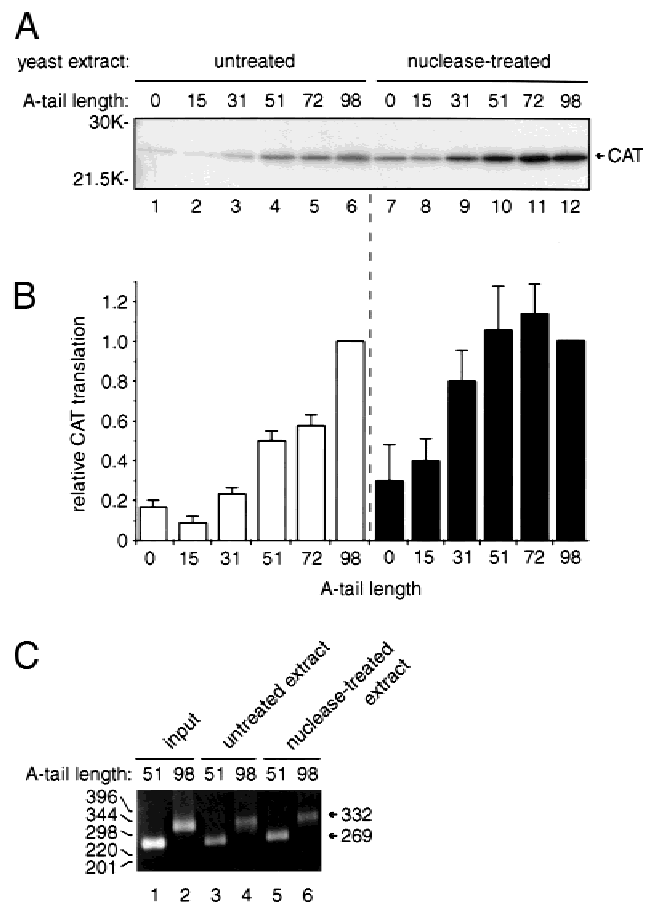 A
yeast extract: untreated nuclease-treated
A-tail length: 0 15 31 51 72 98 0 15 31 51 72 98
30K-
CAT
21.5K-
1 2 3 4 5 6 7 8 9 10 11 12
B
relative CAT translation
1.2
1.0
0.8
0.6
0.4
0.2
0
0 15 31 51 72 98 0 15 31 51 72 98
A-tail length
C
input
untreated extract
nuclease-treated
extract
A-tail length: 51 98 51 98 51 98
396
344
298
220
201
332
269
1 2 3 4 5 6